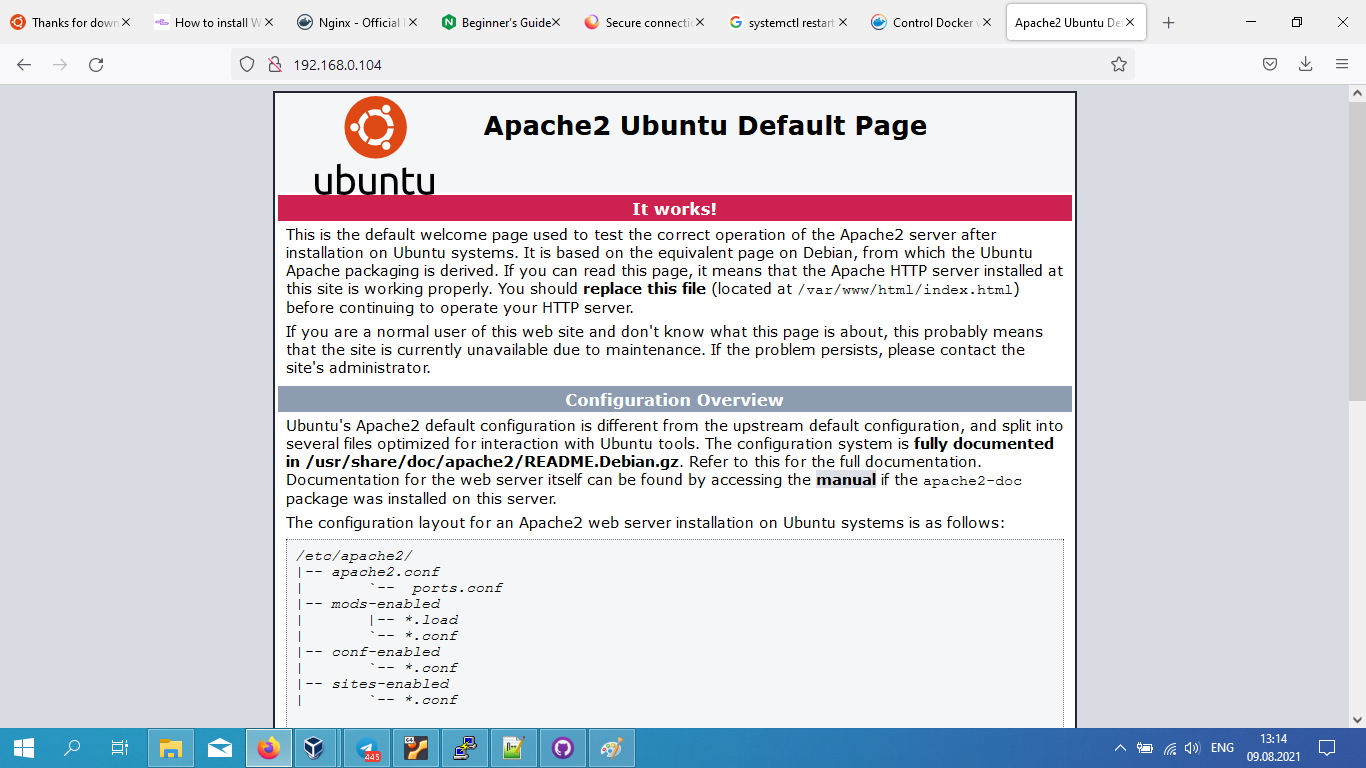 Thanks for down
How to install W
Nginx - Official
Beginner's Guide
Secure connecti
systemctl restart
Control Docker
Apache2 Ubuntu De
192.168.0.104
ubuntu
Apache2 Ubuntu Default Page
It works!
This is the default welcome page used to test the correct operation of the Apache2 server after
installation on Ubuntu systems. It is based on the equivalent page on Debian, from which the Ubuntu
Apache packaging is derived. If you can read this page, it means that the Apache HTTP server installed at
this site is working properly. You should replace this file (located at /var/www/html/index.html)
before continuing to operate your HTTP server.
If you are a normal user of this web site and don't know what this page is about, this probably means
that the site is currently unavailable due to maintenance. If the problem persists, please contact the
site's administrator.
Configuration Overview
Ubuntu's Apache2 default configuration is different from the upstream default configuration, and split into
several files optimized for interaction with Ubuntu tools. The configuration system is fully documented
in /usr/share/doc/apache2/README.Debian.gz. Refer to this for the full documentation.
Documentation for the web server itself can be found by accessing the manual if the apache2-doc
package was installed on this server.
The configuration layout for an Apache2 web server installation on Ubuntu systems is as follows:
/etc/apache2/
|-- apache2.conf
|       `--  ports.conf
|-- mods-enabled
|       |-- *.load
|       `-- *.conf
|-- conf-enabled
|       `-- *.conf
|-- sites-enabled
|       `-- *.conf
445
64
n++
ENG
13:14
09.08.2021